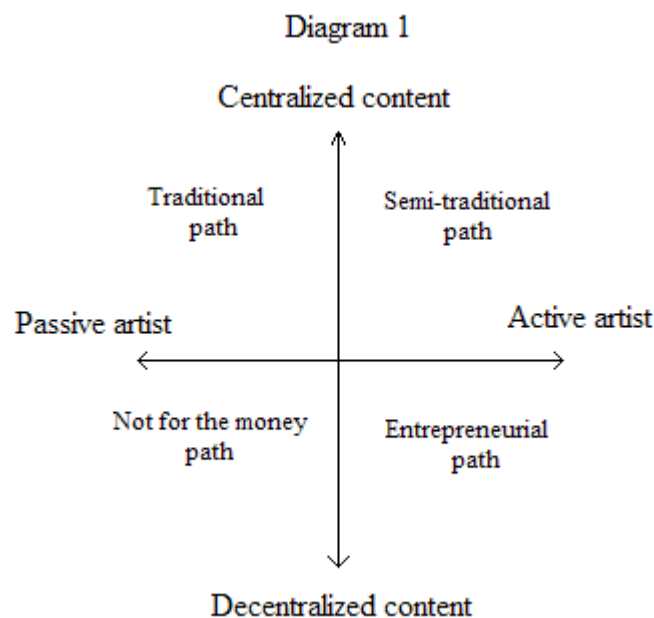 Diagram 1
Centralized content
Traditional
path
Semi-traditional
path
Passive artist
Active artist
Not for the money
path
Entrepreneurial
path
Decentralized content